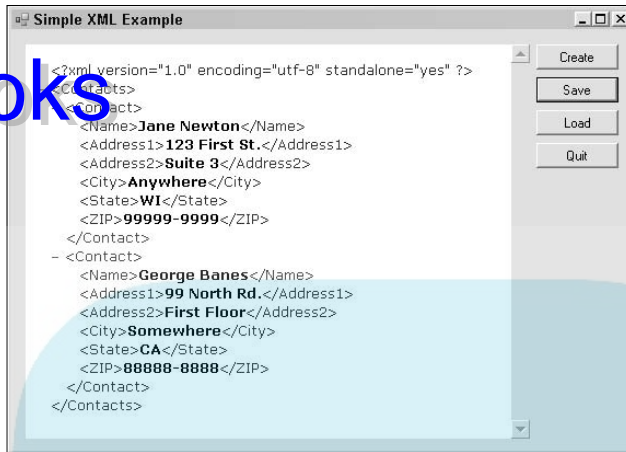 Simple XML Example
<?xml version="1.0" encoding="utf-8" standalone="yes" ?>
oks
<Contacts>
- <Contact>
<Name>Jane Newton</Name>
<Address1>123 First St.</Address1>
<Address2>Suite 3</Address2>
<City>Anywhere</City>
<State>WI</State>
<ZIP>99999-9999</ZIP>
</Contact>
- <Contact>
<Name>George Banes</Name>
<Address1>99 North Rd.</Address1>
<Address2>First Floor</Address2>
<City>Somewhere</City>
<State>CA</State>
<ZIP>88888-8888</ZIP>
</Contact>
</Contacts>
Create
Save
Load
Quit